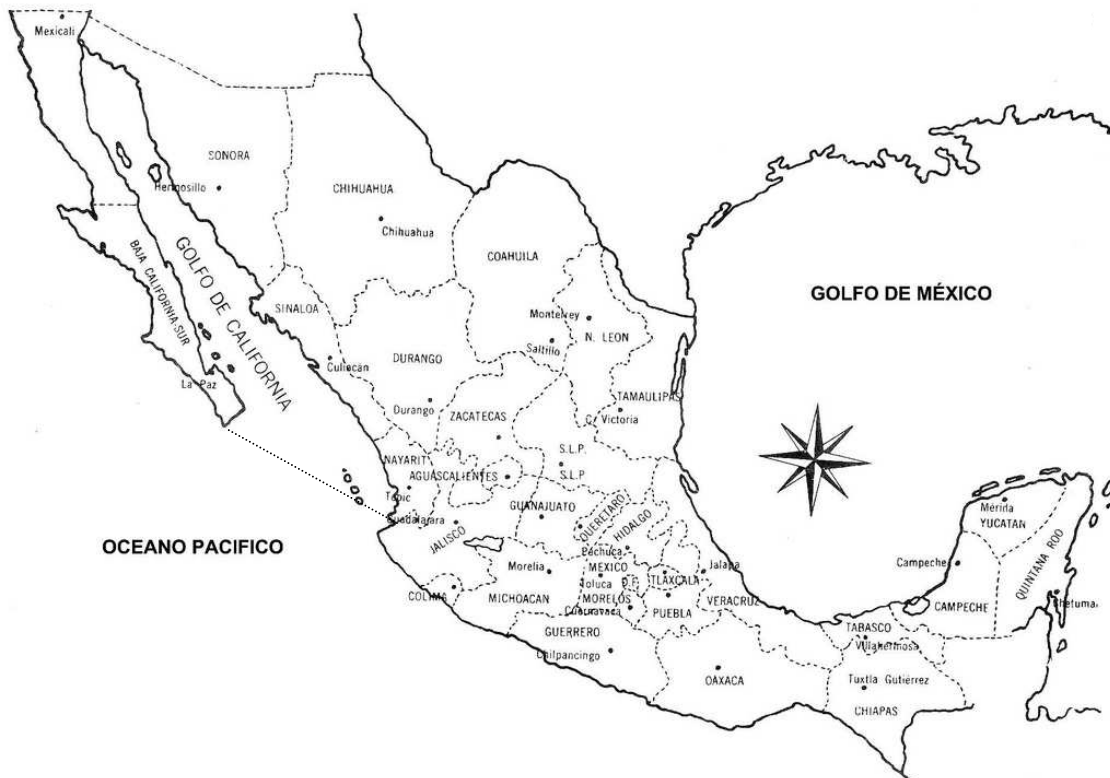 Mexicali
SONORA
Hermosillo
CHIHUAHUA
Chihuahua
BAJA CALIFORNIA-SUR
GOLFO DE CALIFORNIA
COAHUILA
SINALOA
GOLFO DE MÉXICO
Monterrey
N. LEON
Saltillo
DURANGO
Culiacán
La Paz
TAMAULIPAS
Durango
ZACATECAS
C. Victoria
S.L.P.
NAYARIT
AGUASCALIENTES
S.L.P
Tepic
GUANAJUATO
Guadalajara
QUERETARO
HIDALGO
JALISCO
OCEANO PACIFICO
Pachuca
Mérida
YUCATAN
QUINTANA ROO
Campeche
Morelia
MEXICO
Toluca
D.F.
TLAXCALA
Jalapa
COLIMA
MICHOACAN
MORELOS
Cuernavaca
PUEBLA
VERACRUZ
CAMPECHE
Chetuma
GUERRERO
Chilpancingo
TABASCO
Villahermosa
OAXACA
Tuxtla Gutiérrez
CHIAPAS